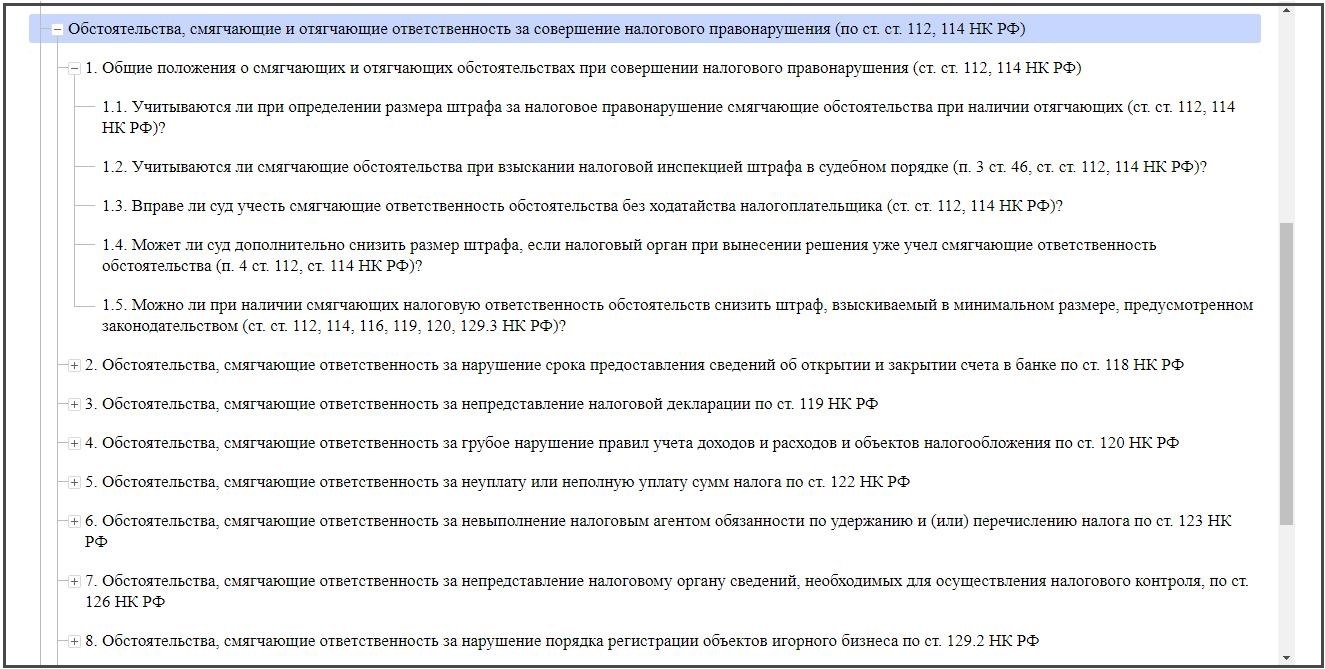 Обстоятельства, смягчающие и отягчающие ответственность за совершение налогового правонарушения (по ст. ст. 112, 114 НК РФ)
1. Общие положения о смягчающих и отягчающих обстоятельствах при совершении налогового правонарушения (ст. ст. 112, 114 НК РФ)
1.1. Учитываются ли при определении размера штрафа за налоговое правонарушение смягчающие обстоятельства при наличии отягчающих (ст. ст. 112, 114
НК РФ)?
1.2. Учитываются ли смягчающие обстоятельства при взыскании налоговой инспекцией штрафа в судебном порядке (п. 3 ст. 46, ст. ст. 112, 114 НК РФ)?
1.3. Вправе ли суд учесть смягчающие ответственность обстоятельства без ходатайства налогоплательщика (ст. ст. 112, 114 НК РФ)?
1.4. Может ли суд дополнительно снизить размер штрафа, если налоговый орган при вынесении решения уже учел смягчающие ответственность
обстоятельства (п. 4 ст. 112, ст. 114 НК РФ)?
1.5. Можно ли при наличии смягчающих налоговую ответственность обстоятельств снизить штраф, взыскиваемый в минимальном размере, предусмотренном
законодательством (ст. ст. 112, 114, 116, 119, 120, 129.3 НК РФ)?
2. Обстоятельства, смягчающие ответственность за нарушение срока предоставления сведений об открытии и закрытии счета в банке по ст. 118 НК РФ
3. Обстоятельства, смягчающие ответственность за непредставление налоговой декларации по ст. 119 НК РФ
4. Обстоятельства, смягчающие ответственность за грубое нарушение правил учета доходов и расходов и объектов налогообложения по ст. 120 НК РФ
5. Обстоятельства, смягчающие ответственность за неуплату или неполную уплату сумм налога по ст. 122 НК РФ
6. Обстоятельства, смягчающие ответственность за невыполнение налоговым агентом обязанности по удержанию и (или) перечислению налога по ст. 123 НК
РФ
7. Обстоятельства, смягчающие ответственность за непредставление налоговому органу сведений, необходимых для осуществления налогового контроля, по ст.
126 НК РФ
8. Обстоятельства, смягчающие ответственность за нарушение порядка регистрации объектов игорного бизнеса по ст. 129.2 НК РФ